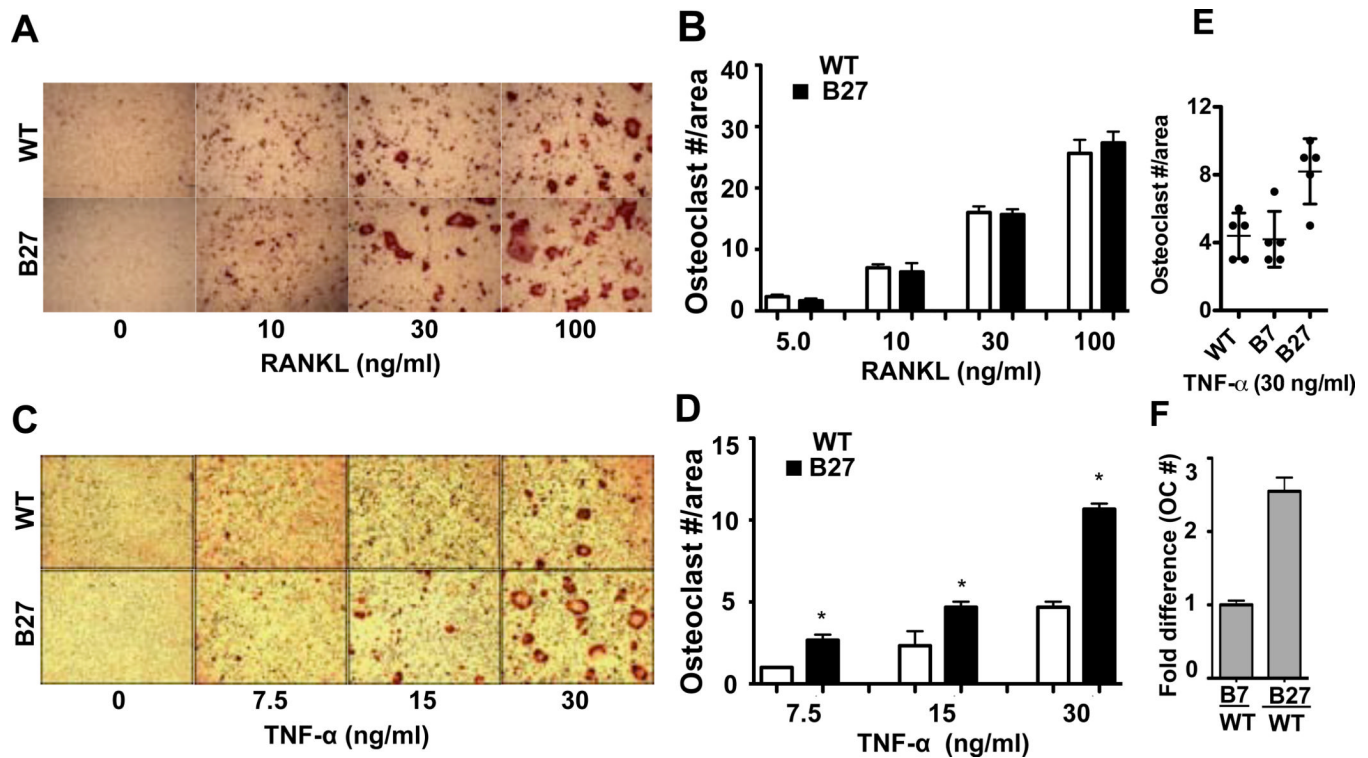 A
WT
B27
0 10 30 100
RANKL (ng/ml)
B
WT
B27
Osteoclast #/area
40
30
20
10
0
5.0 10 30 100
RANKL (ng/ml)
E
Osteoclast #/area
12
8
4
0
WT B7 B27
TNF-α (30 ng/ml)
C
WT
B27
0 7.5 15 30
TNF-α (ng/ml)
D
WT
B27
Osteoclast #/area
15
10
5
0
* * *
7.5 15 30
TNF-α (ng/ml)
F
Fold difference (OC #)
3
2
1
0
B7 B27
WT WT